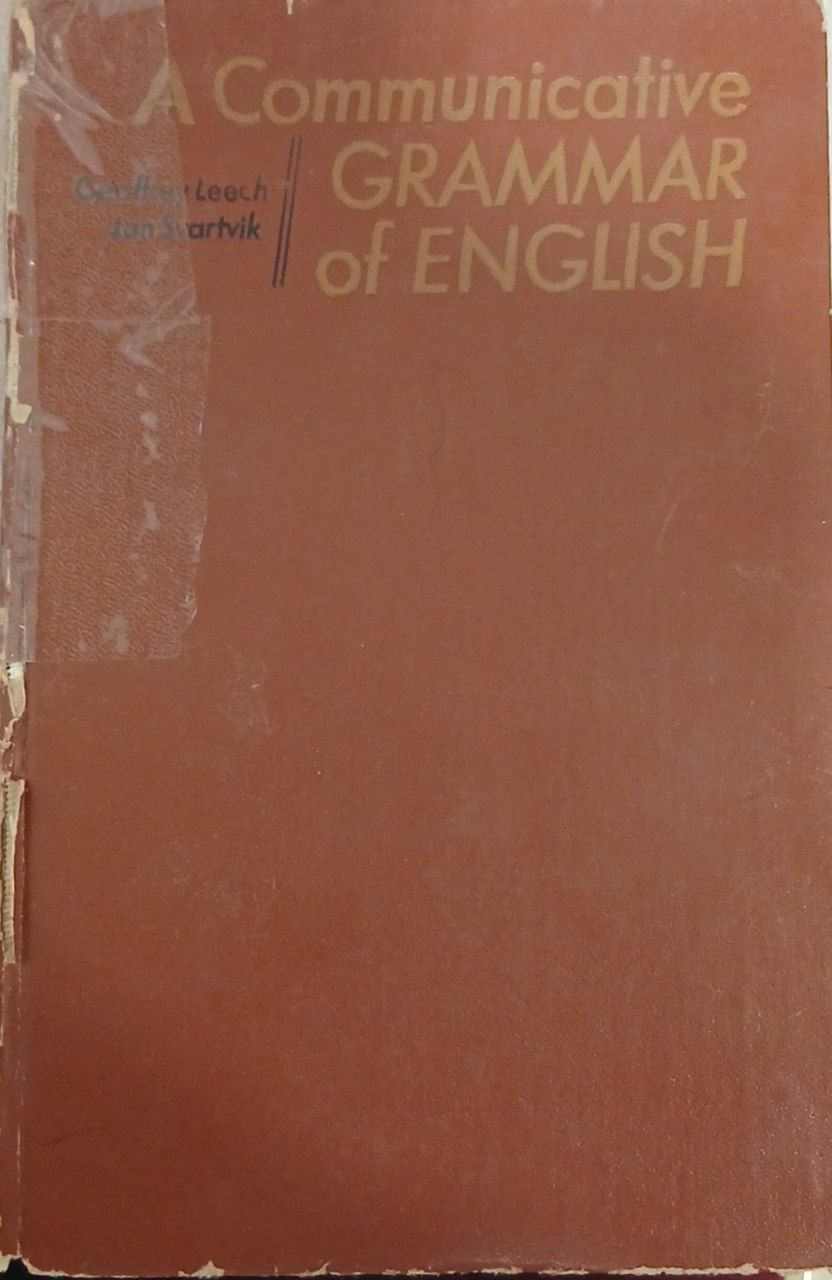 A Communicative
GRAMMAR
of ENGLISH
Geoffrey Leech
Jan Svartvik